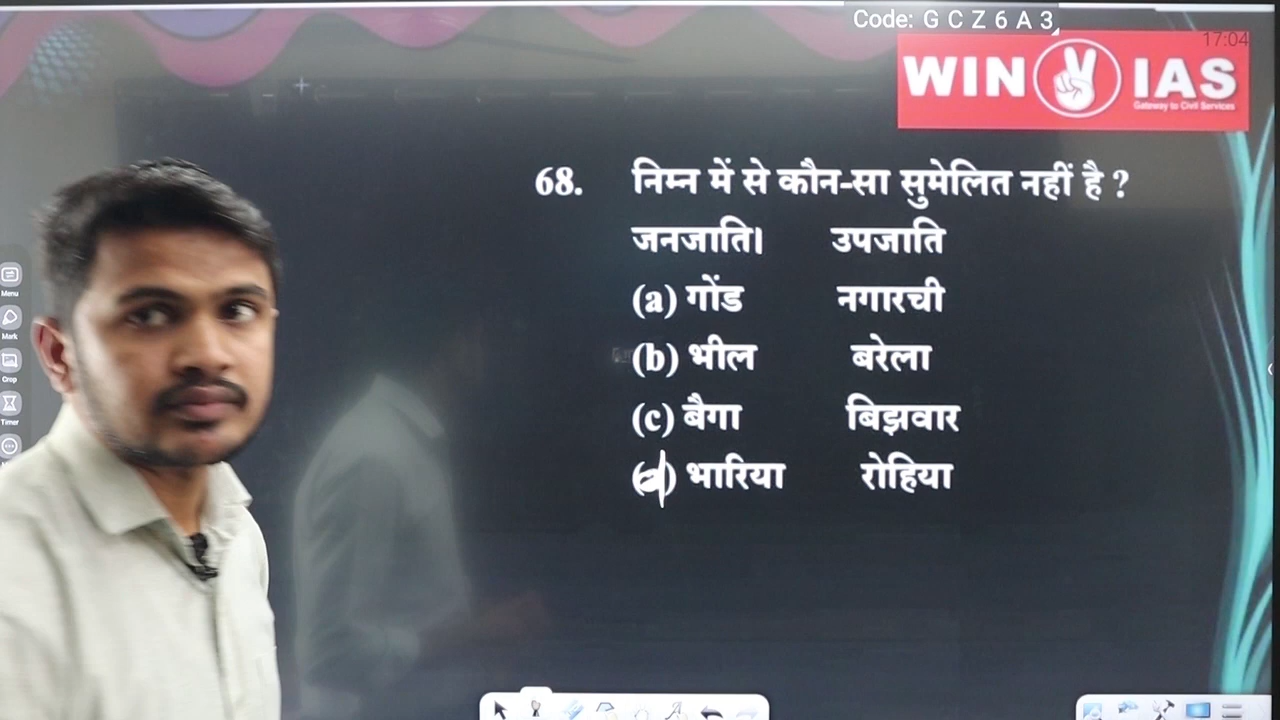 Code: G C Z 6 A 3
17:04
WIN IAS
Gateway to Civil Services
68. निम्न में से कौन-सा सुमेलित नहीं है ?
जनजाति। उपजाति
(a) गोंड नगारची
(b) भील बरेला
(c) बैगा बिझवार
भारिया रोहिया
Menu
Mark
Crop
Timer